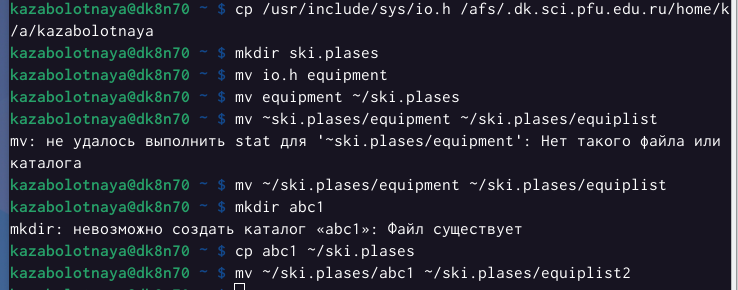 kazabolotnaya@dk8n70 ~ $ cp /usr/include/sys/io.h /afs/.dk.sci.pfu.edu.ru/home/k
/a/kazabolotnaya
kazabolotnaya@dk8n70 ~ $ mkdir ski.plases
kazabolotnaya@dk8n70 ~ $ mv io.h equipment
kazabolotnaya@dk8n70 ~ $ mv equipment ~/ski.plases
kazabolotnaya@dk8n70 ~ $ mv ~ski.plases/equipment ~/ski.plases/equiplist
mv: не удалось выполнить stat для '~ski.plases/equipment': Нет такого файла или
каталога
kazabolotnaya@dk8n70 ~ $ mv ~/ski.plases/equipment ~/ski.plases/equiplist
kazabolotnaya@dk8n70 ~ $ mkdir abc1
mkdir: невозможно создать каталог «abc1»: Файл существует
kazabolotnaya@dk8n70 ~ $ cp abc1 ~/ski.plases
kazabolotnaya@dk8n70 ~ $ mv ~/ski.plases/abc1 ~/ski.plases/equiplist2